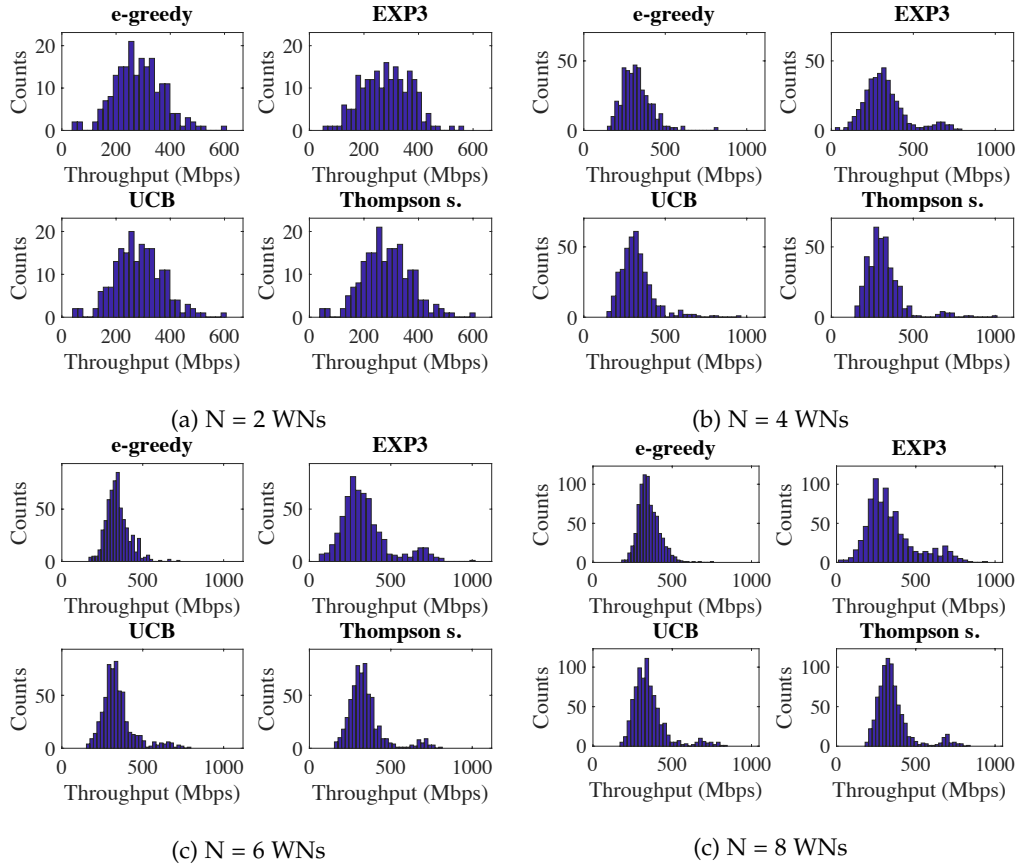 e-greedy
EXP3
20
10
0
Counts
0 200 400 600
Throughput (Mbps)
20
10
0
Counts
0 200 400 600
Throughput (Mbps)
UCB
Thompson s.
20
10
0
Counts
0 200 400 600
Throughput (Mbps)
20
10
0
Counts
0 200 400 600
Throughput (Mbps)
(a) N = 2 WNs
e-greedy
EXP3
50
0
Counts
0 500 1000
Throughput (Mbps)
50
0
Counts
0 500 1000
Throughput (Mbps)
UCB
Thompson s.
50
0
Counts
0 500 1000
Throughput (Mbps)
50
0
Counts
0 500 1000
Throughput (Mbps)
(b) N = 4 WNs
e-greedy
EXP3
50
0
Counts
0 500 1000
Throughput (Mbps)
50
0
Counts
0 500 1000
Throughput (Mbps)
UCB
Thompson s.
50
0
Counts
0 500 1000
Throughput (Mbps)
50
0
Counts
0 500 1000
Throughput (Mbps)
(c) N = 6 WNs
e-greedy
EXP3
100
50
0
Counts
0 500 1000
Throughput (Mbps)
100
50
0
Counts
0 500 1000
Throughput (Mbps)
UCB
Thompson s.
100
50
0
Counts
0 500 1000
Throughput (Mbps)
100
50
0
Counts
0 500 1000
Throughput (Mbps)
(c) N = 8 WNs